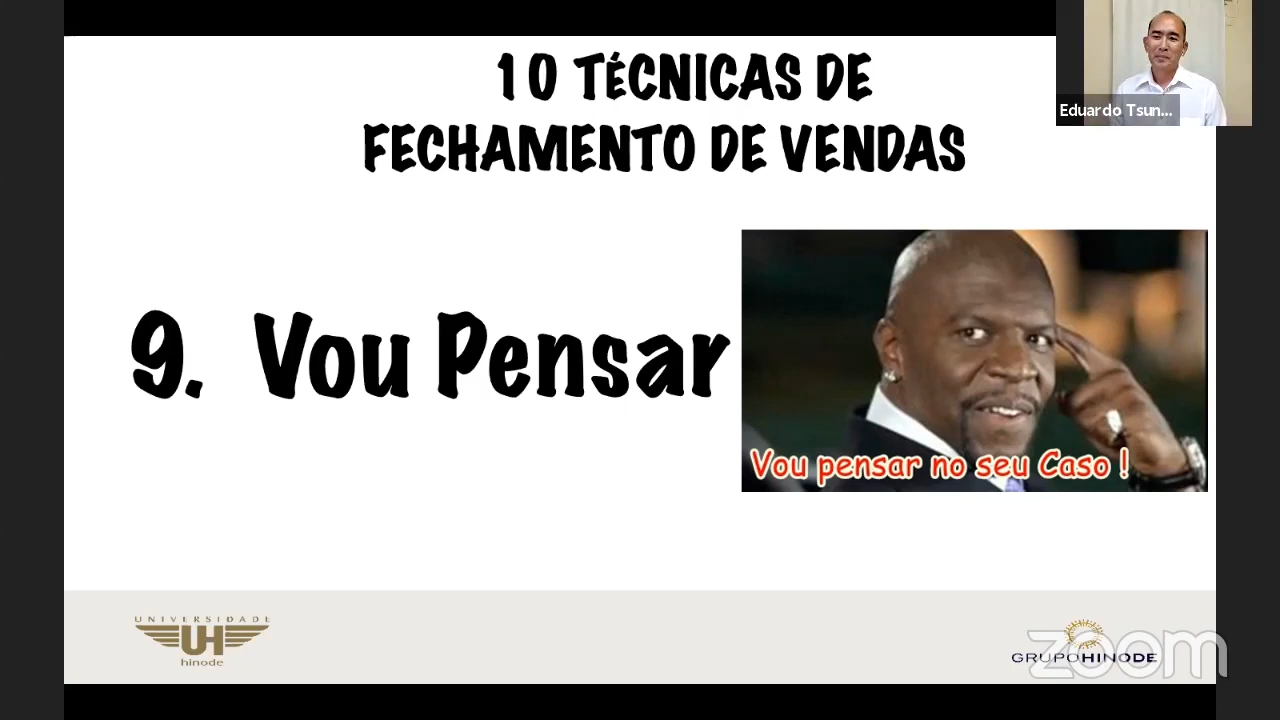 10 TÉCNICAS DE
FECHAMENTO DE VENDAS
Eduardo Tsun...
9. Vou Pensar
Vou pensar no seu Caso !
UNIVERSIDADE
UH
hinode
GRUPOHINODE
zoom